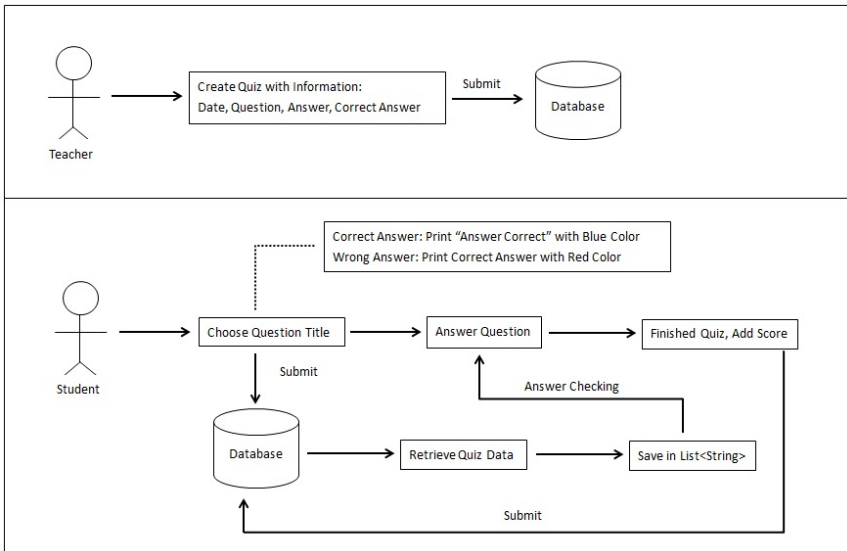 Create Quiz with Information:
Date, Question, Answer, Correct Answer
Submit
Database
Teacher
Correct Answer: Print “Answer Correct” with Blue Color
Wrong Answer: Print Correct Answer with Red Color
Choose Question Title
Answer Question
Finished Quiz, Add Score
Student
Submit
Answer Checking
Database
Retrieve Quiz Data
Save in List<String>
Submit